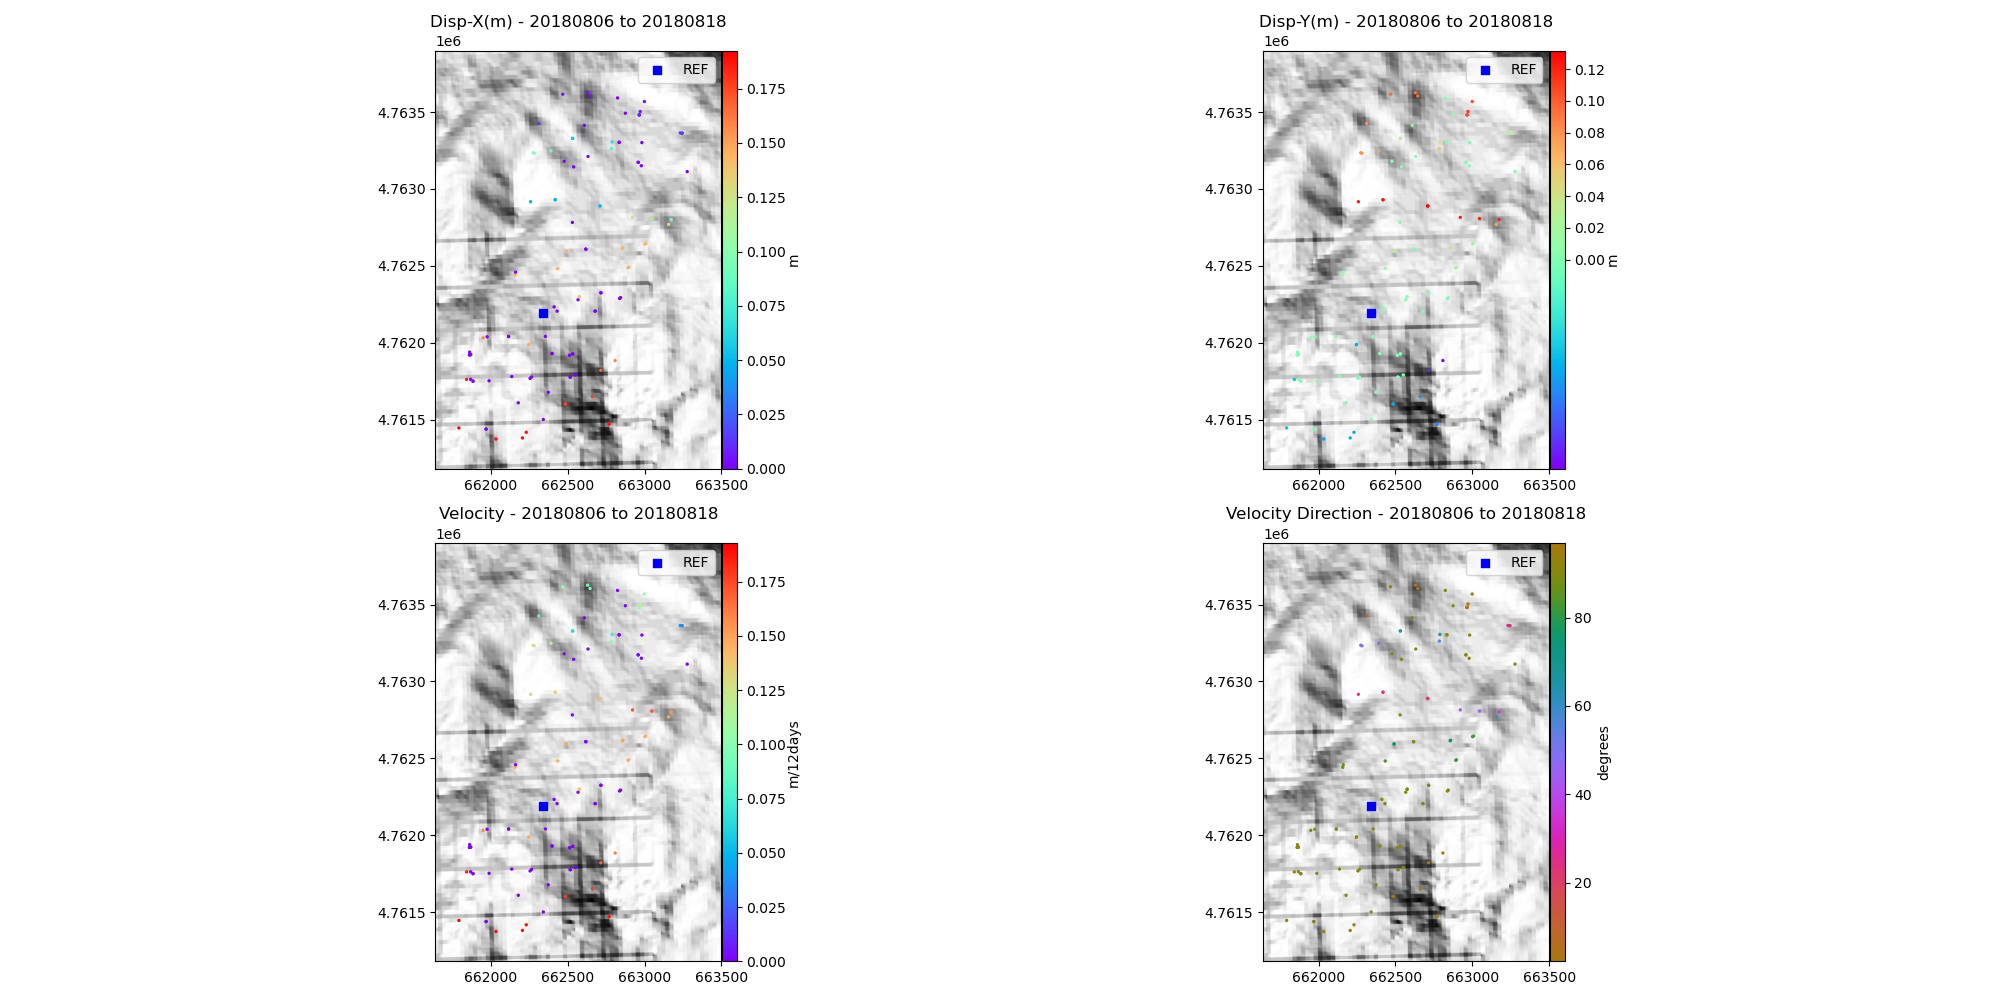 Disp-X(m) - 20180806 to 20180818
1e6
REF
4.7635
4.7630
4.7625
4.7620
4.7615
662000 662500 663000 663500
0.175
0.150
0.125
0.100
0.075
0.050
0.025
0.000
m
Disp-Y(m) - 20180806 to 20180818
1e6
REF
4.7635
4.7630
4.7625
4.7620
4.7615
662000 662500 663000 663500
0.12
0.10
0.08
0.06
0.04
0.02
0.00
m
Velocity - 20180806 to 20180818
1e6
REF
4.7635
4.7630
4.7625
4.7620
4.7615
662000 662500 663000 663500
0.175
0.150
0.125
0.100
0.075
0.050
0.025
0.000
m/12days
Velocity Direction - 20180806 to 20180818
1e6
REF
4.7635
4.7630
4.7625
4.7620
4.7615
662000 662500 663000 663500
80
60
40
20
degrees